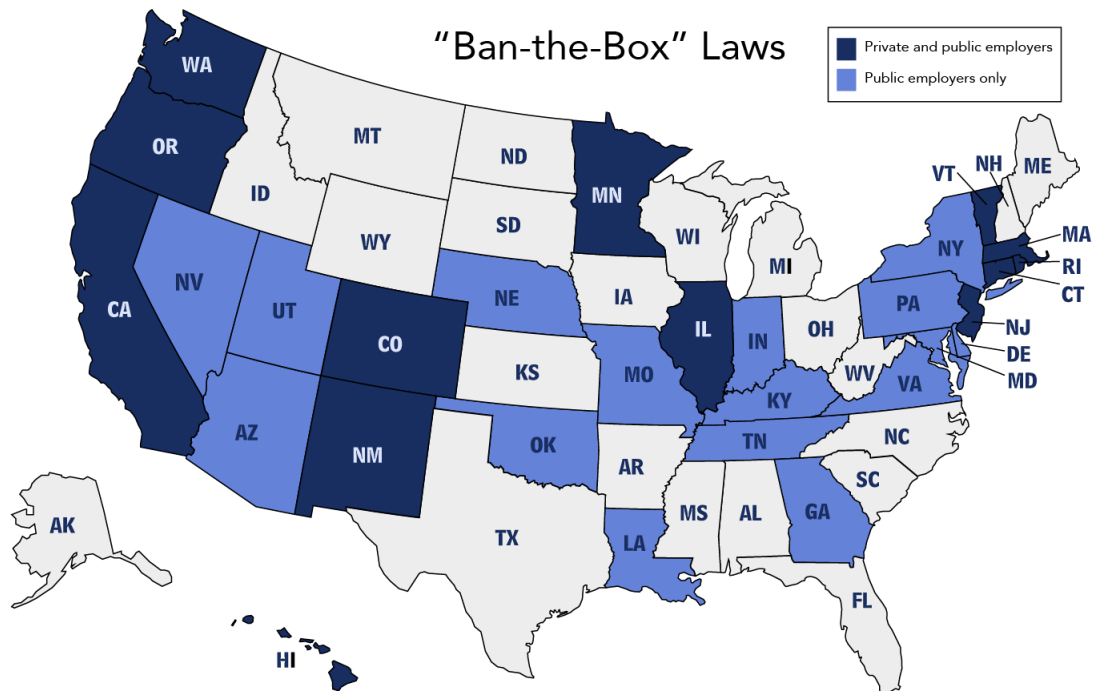 “Ban-the-Box” Laws
Private and public employers
Public employers only
WA
OR
CA
NV
ID
MT
WY
UT
AZ
CO
NM
ND
SD
NE
KS
OK
TX
MN
IA
MO
AR
LA
WI
IL
MI
IN
OH
KY
TN
MS
AL
GA
FL
SC
NC
VA
WV
PA
NY
VT
NH
ME
MA
RI
CT
NJ
DE
MD
AK
HI